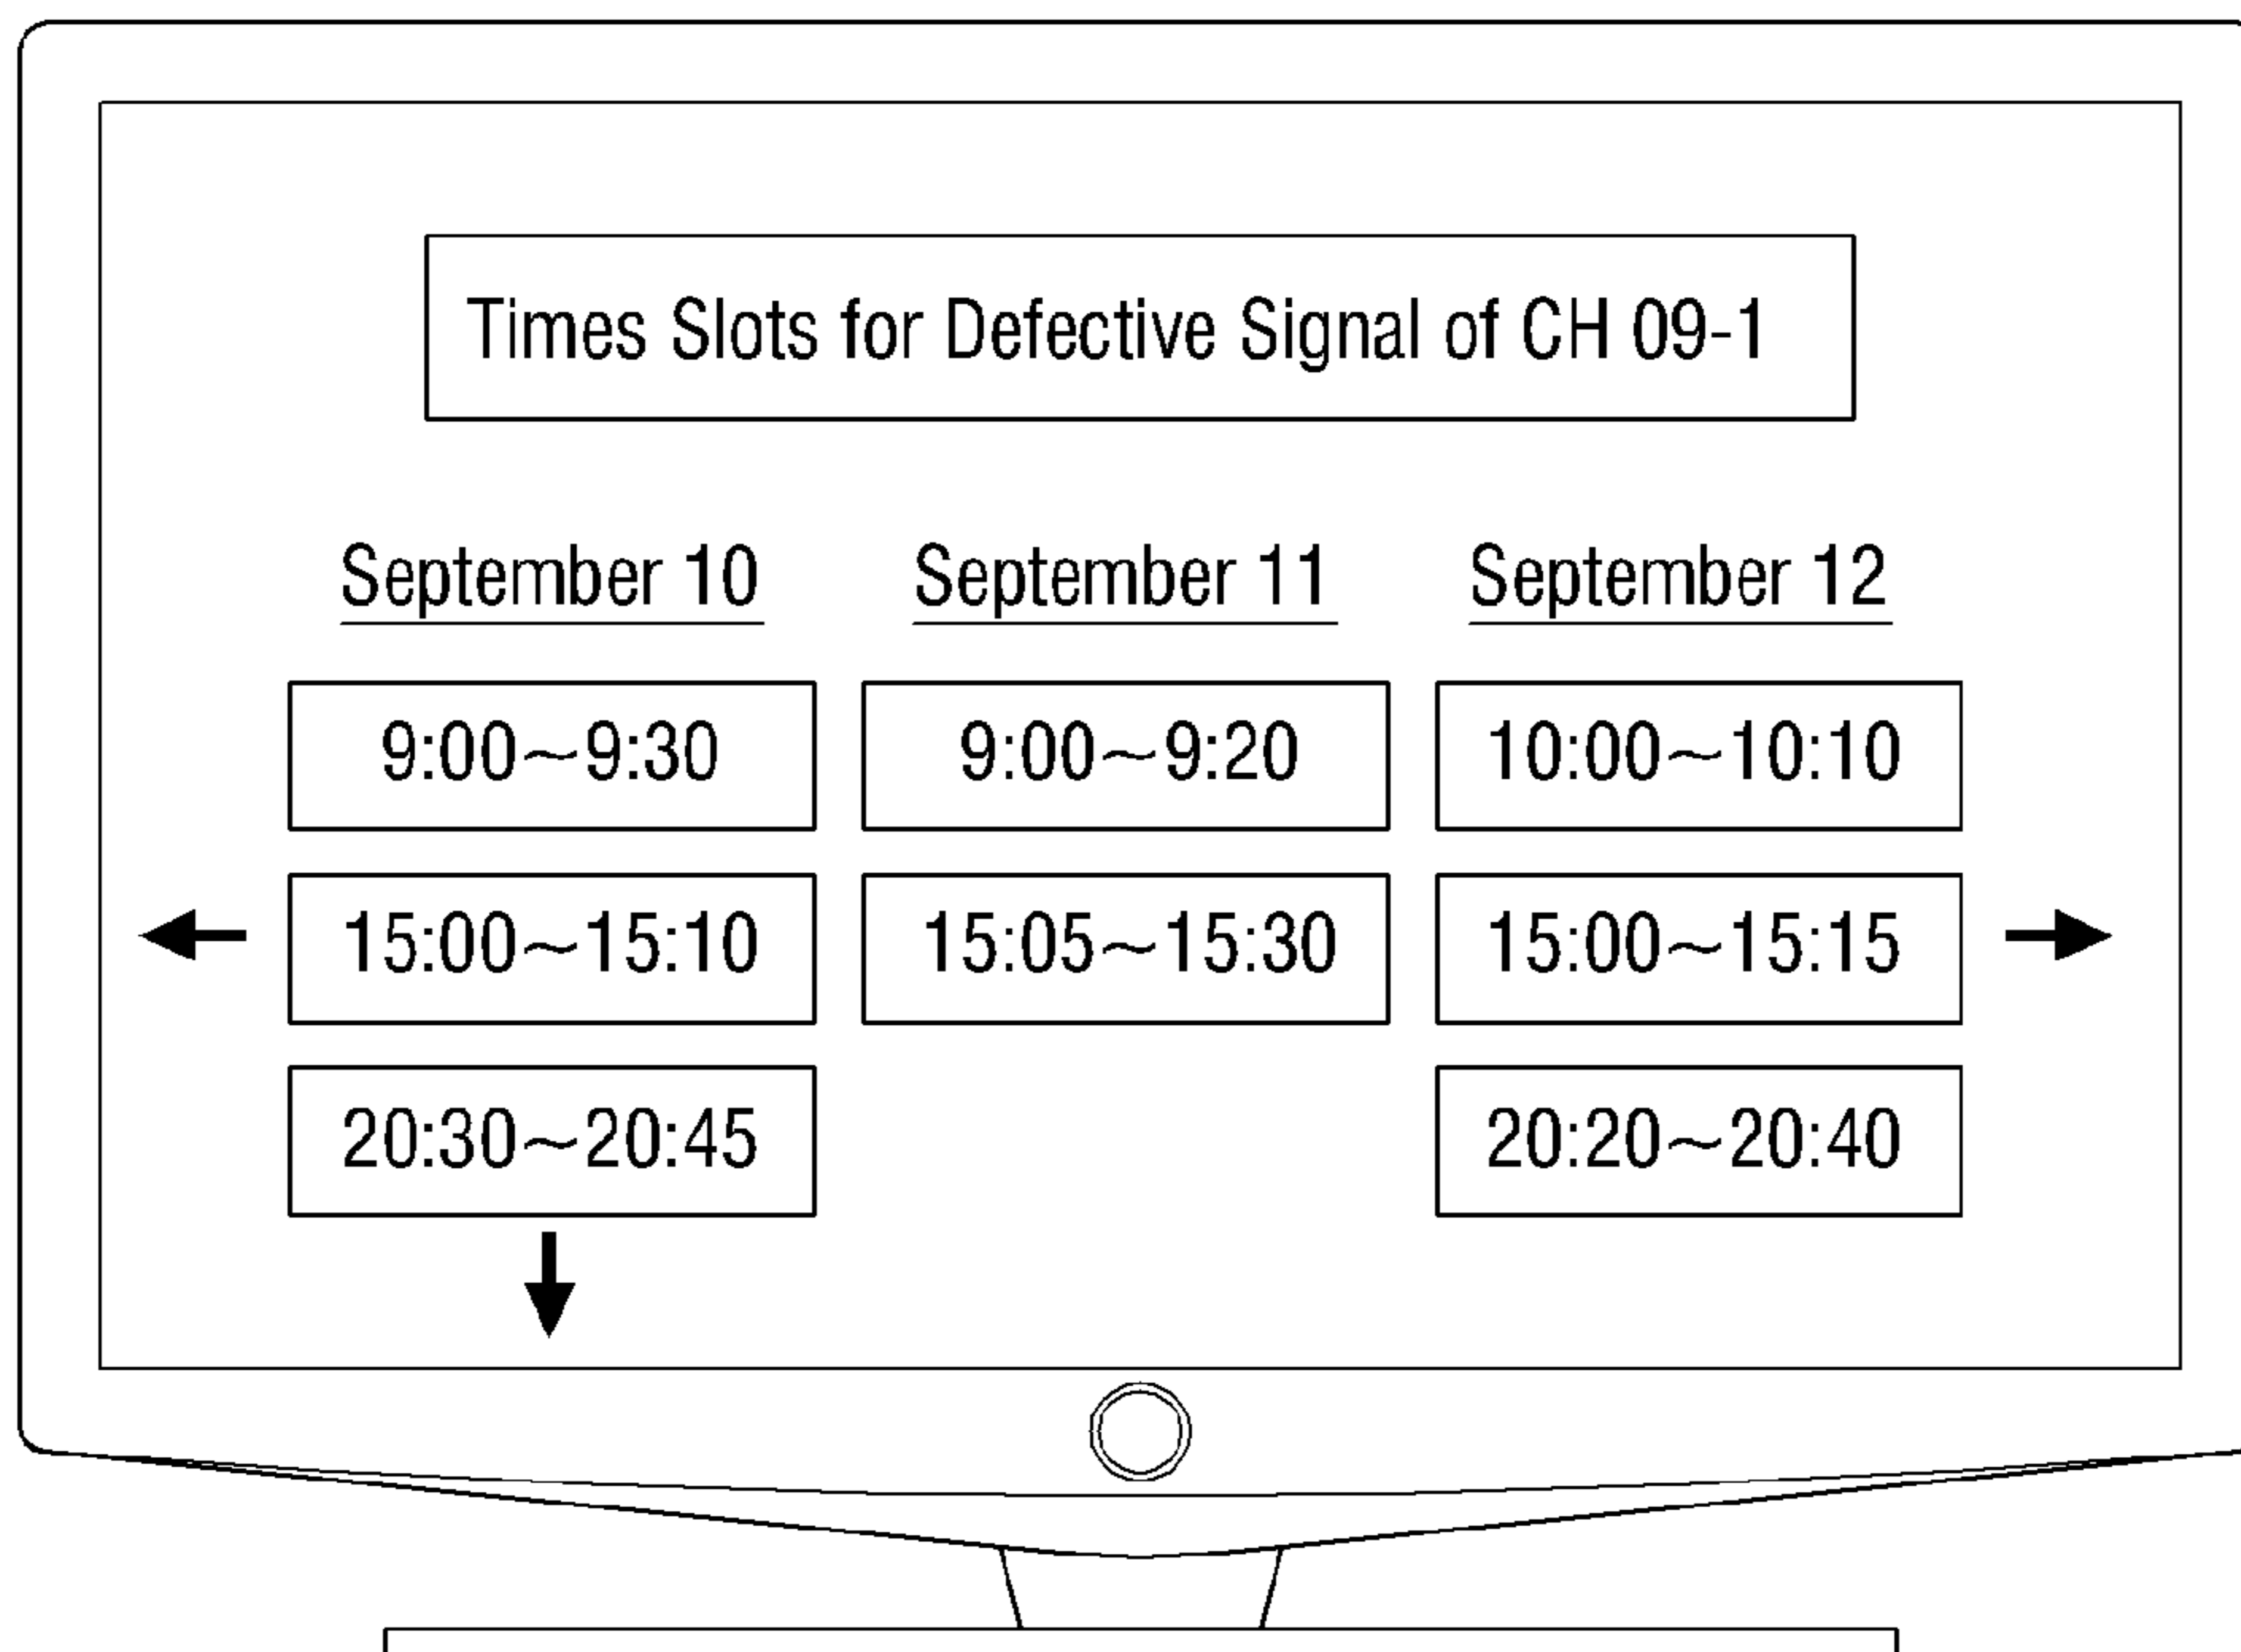 Times Slots for Defective Signal of CH 09-1
September 10 September 11 September 12
9:00~9:30 9:00~9:20 10:00~10:10
15:00~15:10 15:05~15:30 15:00~15:15
20:30~20:45 20:20~20:40